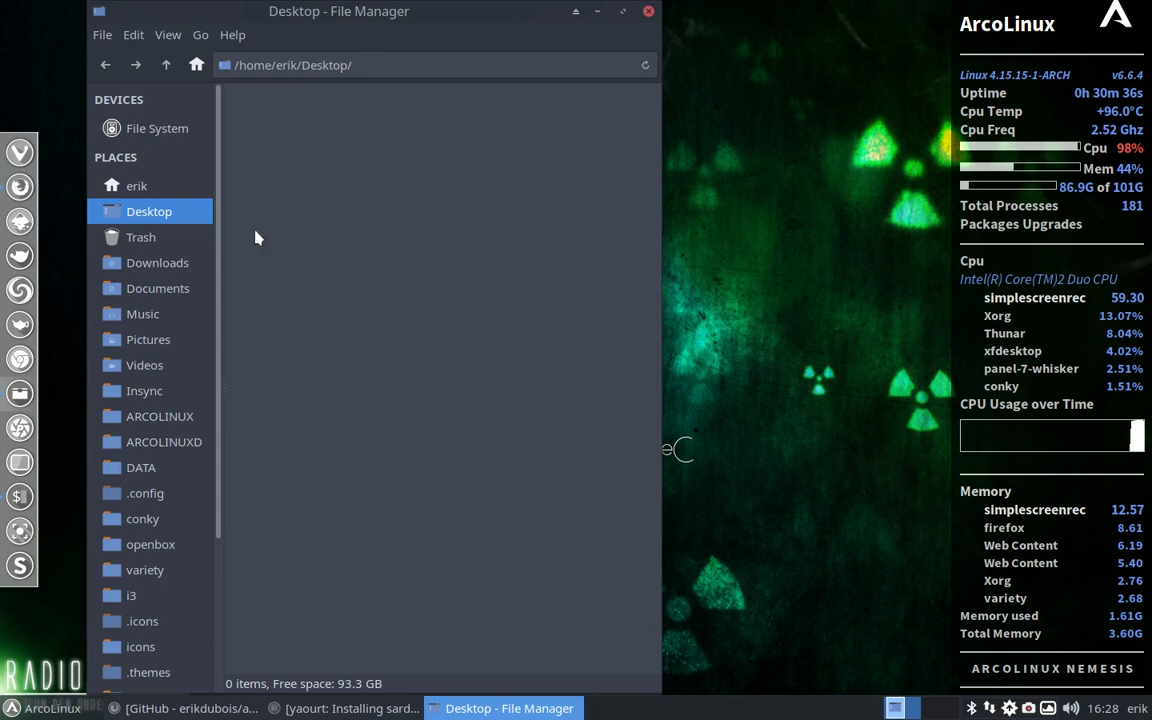 Desktop - File Manager
File Edit View Go Help
/home/erik/Desktop/
DEVICES
File System
PLACES
erik
Desktop
Trash
Downloads
Documents
Music
Pictures
Videos
Insync
ARCOLINUX
ARCOLINUXD
DATA
.config
conky
openbox
variety
i3
.icons
icons
.themes
0 items, Free space: 93.3 GB
eC
RADIO
ArcoLinux
Linux 4.15.15-1-ARCH v6.6.4
Uptime 0h 30m 36s
Cpu Temp +96.0°C
Cpu Freq 2.52 Ghz
Cpu 98%
Mem 44%
86.9G of 101G
Total Processes 181
Packages Upgrades
Cpu
Intel(R) Core(TM)2 Duo CPU
simplescreenrec 59.30
Xorg 13.07%
Thunar 8.04%
xfdesktop 4.02%
panel-7-whisker 2.51%
conky 1.51%
CPU Usage over Time
Memory
simplescreenrec 12.57
firefox 8.61
Web Content 6.19
Web Content 5.40
Xorg 2.76
variety 2.68
Memory used 1.61G
Total Memory 3.60G
ARCOLINUX NEMESIS
ArcoLinux [GitHub - erikdubois/a... [yaourt: Installing sard... Desktop - File Manager 16:28 erik